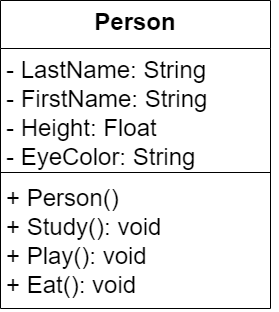 Person
- LastName: String
- FirstName: String
- Height: Float
- EyeColor: String
+ Person()
+ Study(): void
+ Play(): void
+ Eat(): void